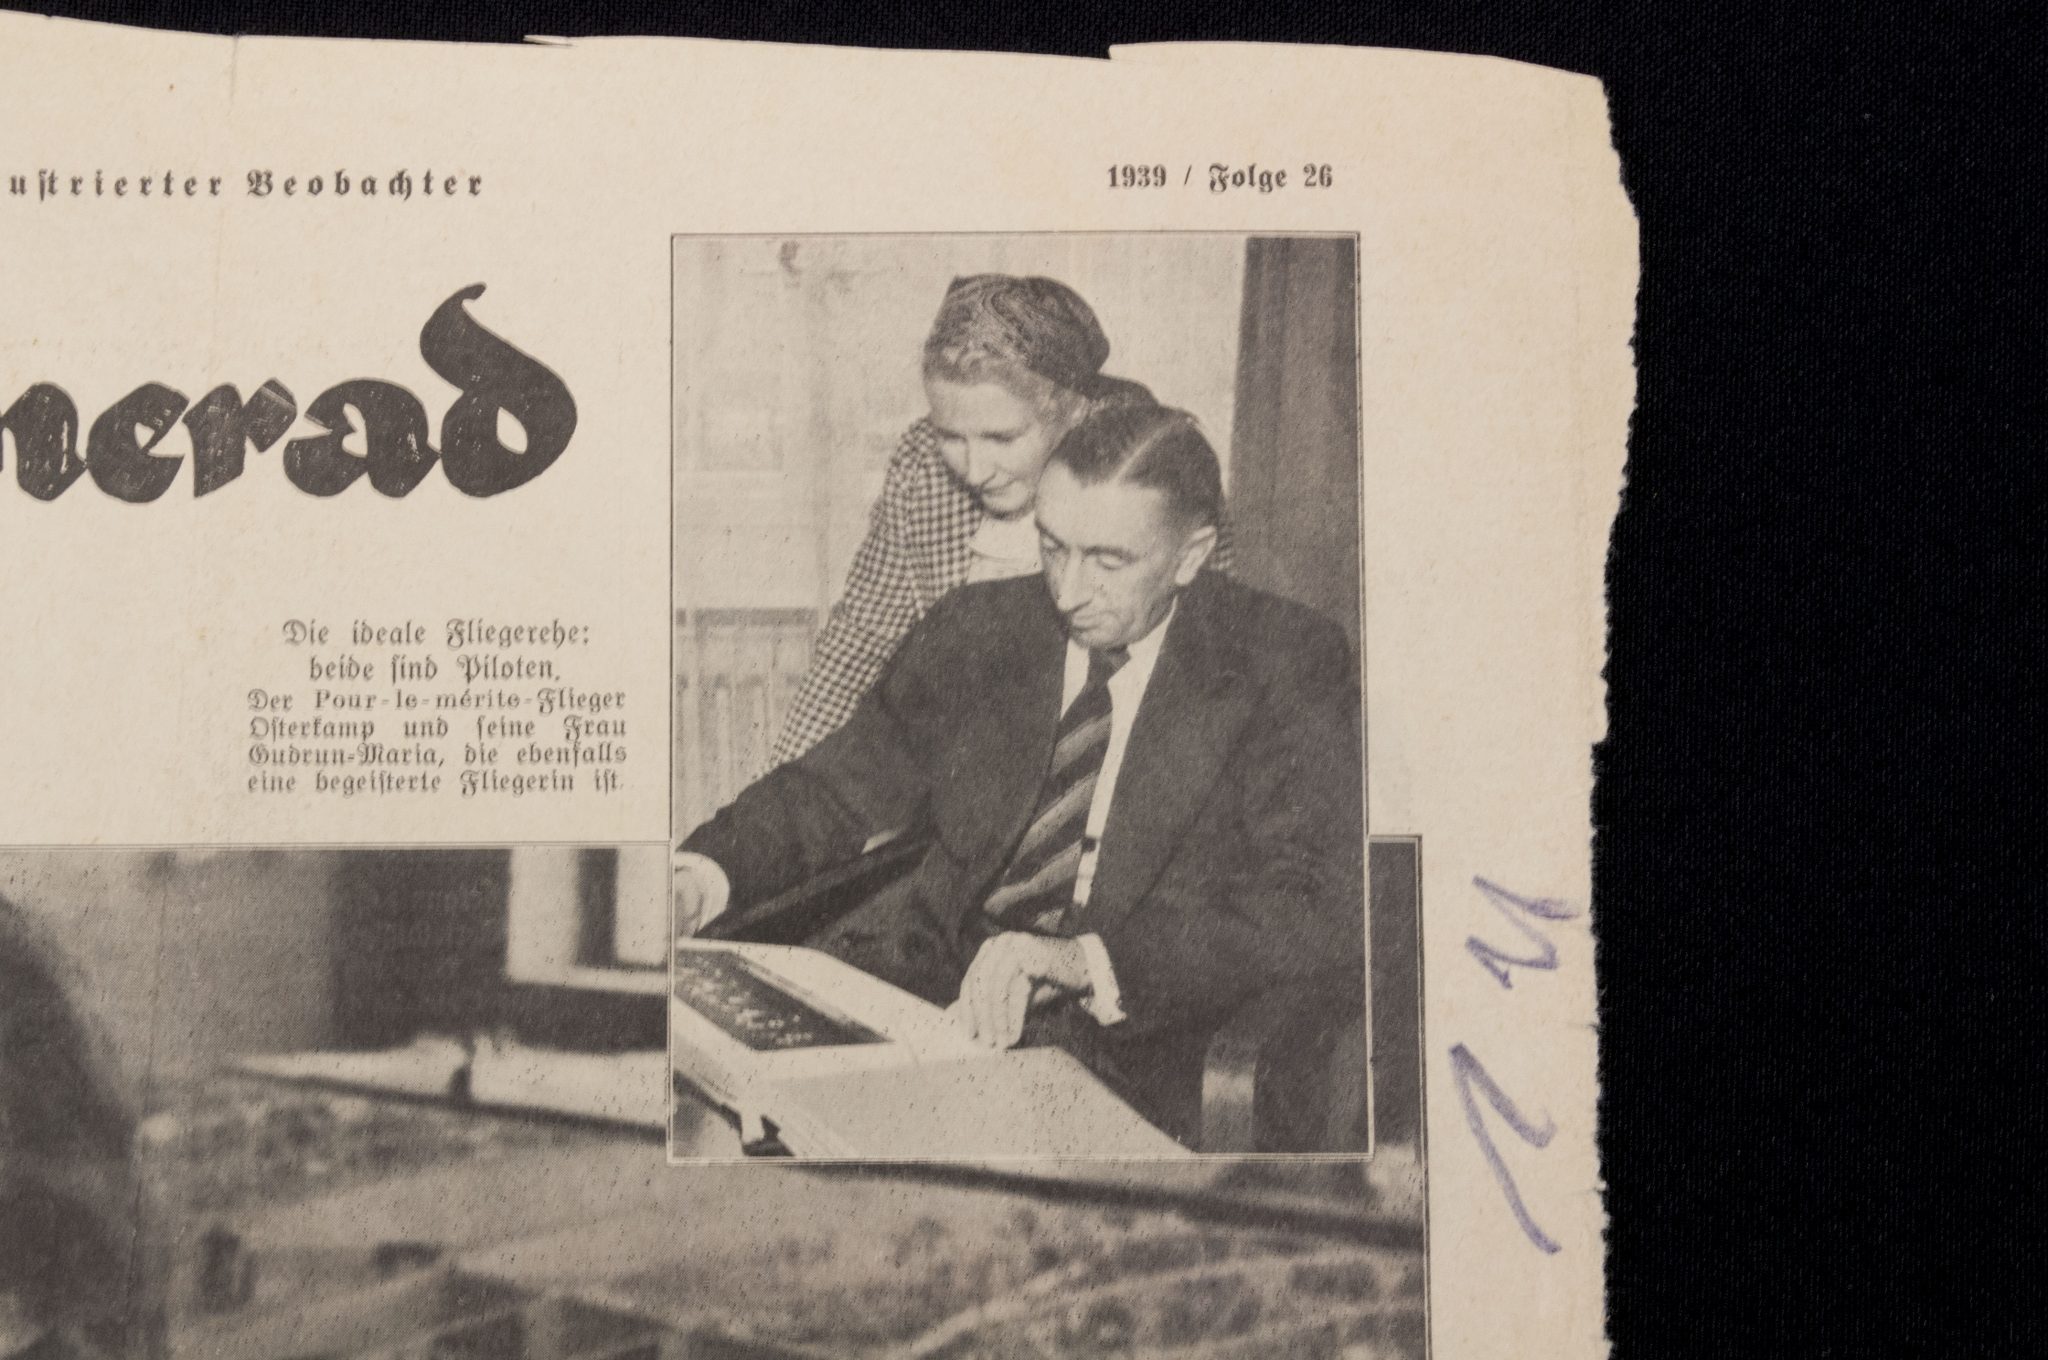 ustrierter Beobachter
1939 / Folge 26
nerad
Die ideale Fliegerehe:
beide sind Piloten.
Der Pour-le-mérite-Flieger
Osterkamp und seine Frau
Gudrun-Maria, die ebenfalls
eine begeisterte Fliegerin ist.